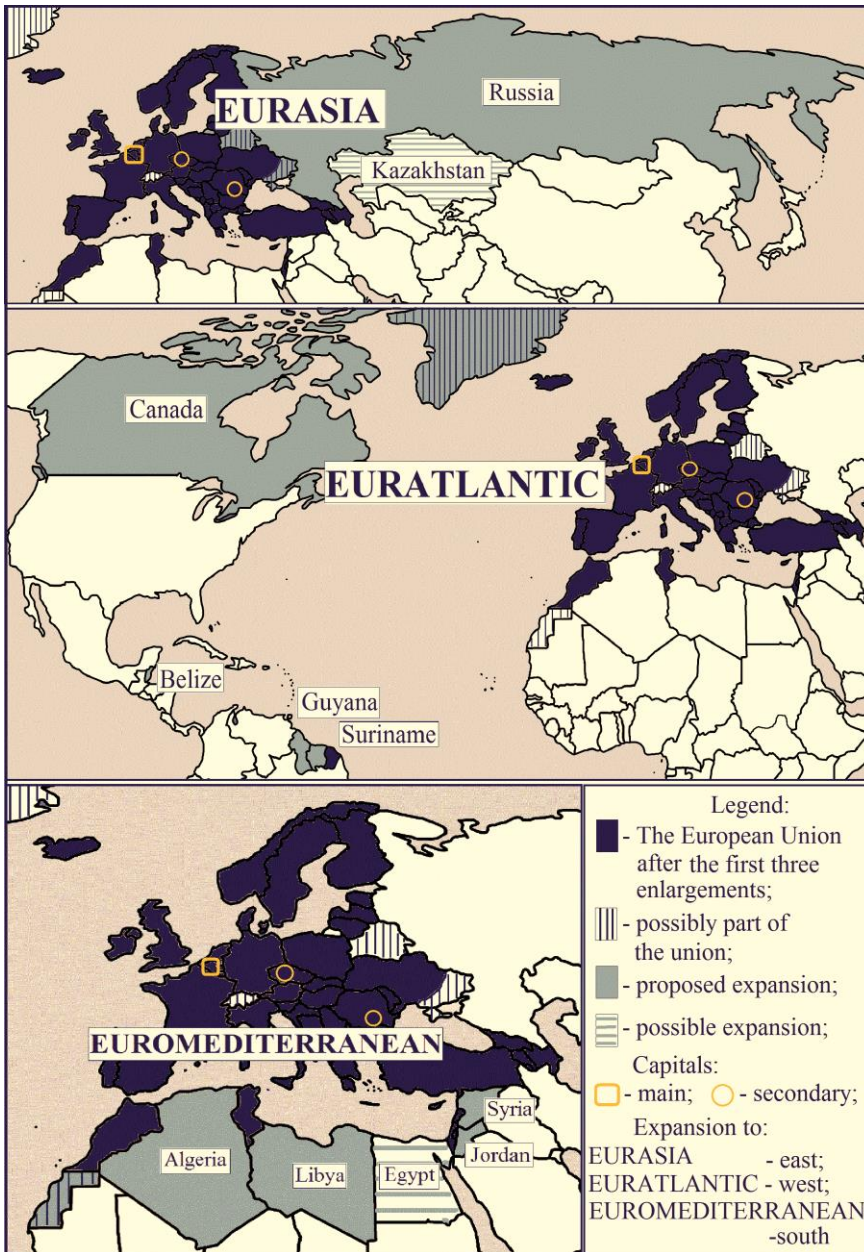 EURASIA
Russia
Kazakhstan
Canada
EURATLANTIC
Belize
Guyana
Suriname
EUROMEDITERRANEAN
Syria
Algeria
Libya
Egypt
Jordan
Legend:
- The European Union
after the first three
enlargements;
- possibly part of
the union;
- proposed expansion;
- possible expansion;
Capitals:
- main; - secondary;
Expansion to:
EURASIA - east;
EURATLANTIC - west;
EUROMEDITERRANEAN
-south